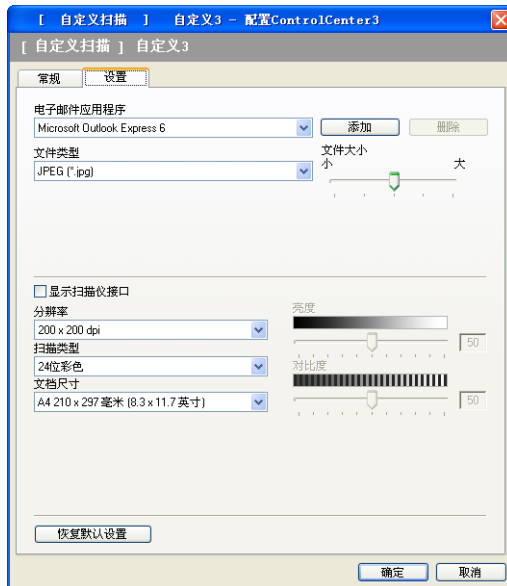 [ 自定义扫描 ] 自定义3 - 配置ControlCenter3
[ 自定义扫描 ] 自定义3
常规 设置
电子邮件应用程序
Microsoft Outlook Express 6 添加 删除
文件类型 文件大小
JPEG (*.jpg) 小 大
显示扫描仪接口
分辨率 亮度
200 x 200 dpi 50
扫描类型
24位彩色 对比度
文档尺寸
A4 210 x 297 毫米 (8.3 x 11.7 英寸) 50
恢复默认设置
确定 取消